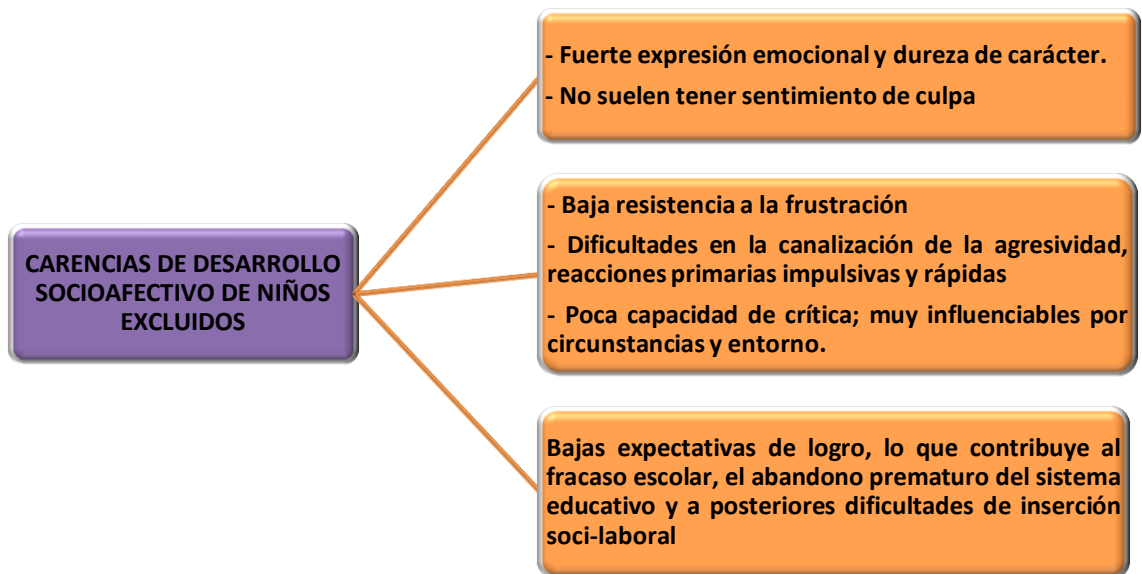 - Fuerte expresión emocional y dureza de carácter.
- No suelen tener sentimiento de culpa
CARENCIAS DE DESARROLLO
SOCIOAFECTIVO DE NIÑOS
EXCLUIDOS
- Baja resistencia a la frustración
- Dificultades en la canalización de la agresividad,
reacciones primarias impulsivas y rápidas
- Poca capacidad de crítica; muy influenciables por
circunstancias y entorno.
Bajas expectativas de logro, lo que contribuye al
fracaso escolar, el abandono prematuro del sistema
educativo y a posteriores dificultades de inserción
soci-laboral